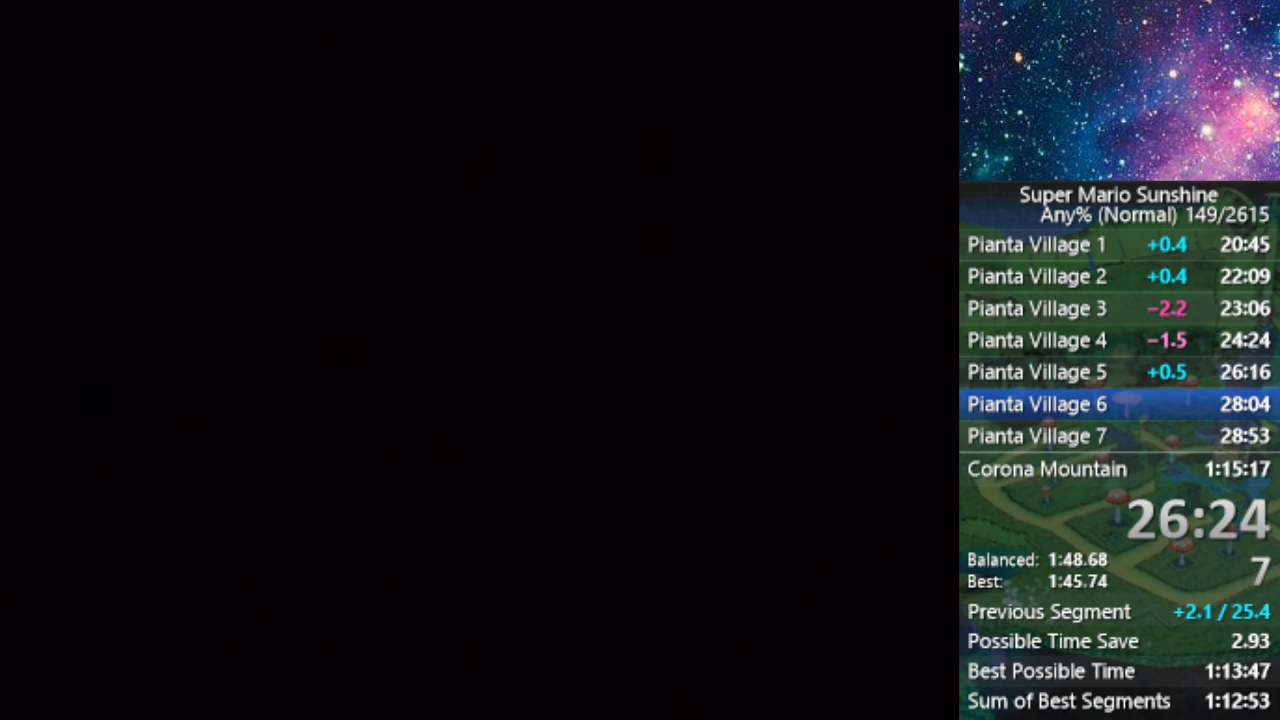 Super Mario Sunshine
Any% (Normal) 149/2615
Pianta Village 1 +0.4 20:45
Pianta Village 2 +0.4 22:09
Pianta Village 3 −2.2 23:06
Pianta Village 4 −1.5 24:24
Pianta Village 5 +0.5 26:16
Pianta Village 6 28:04
Pianta Village 7 28:53
Corona Mountain 1:15:17
26:24
Balanced: 1:48.68
Best: 1:45.74
7
Previous Segment +2.1 / 25.4
Possible Time Save 2.93
Best Possible Time 1:13:47
Sum of Best Segments 1:12:53